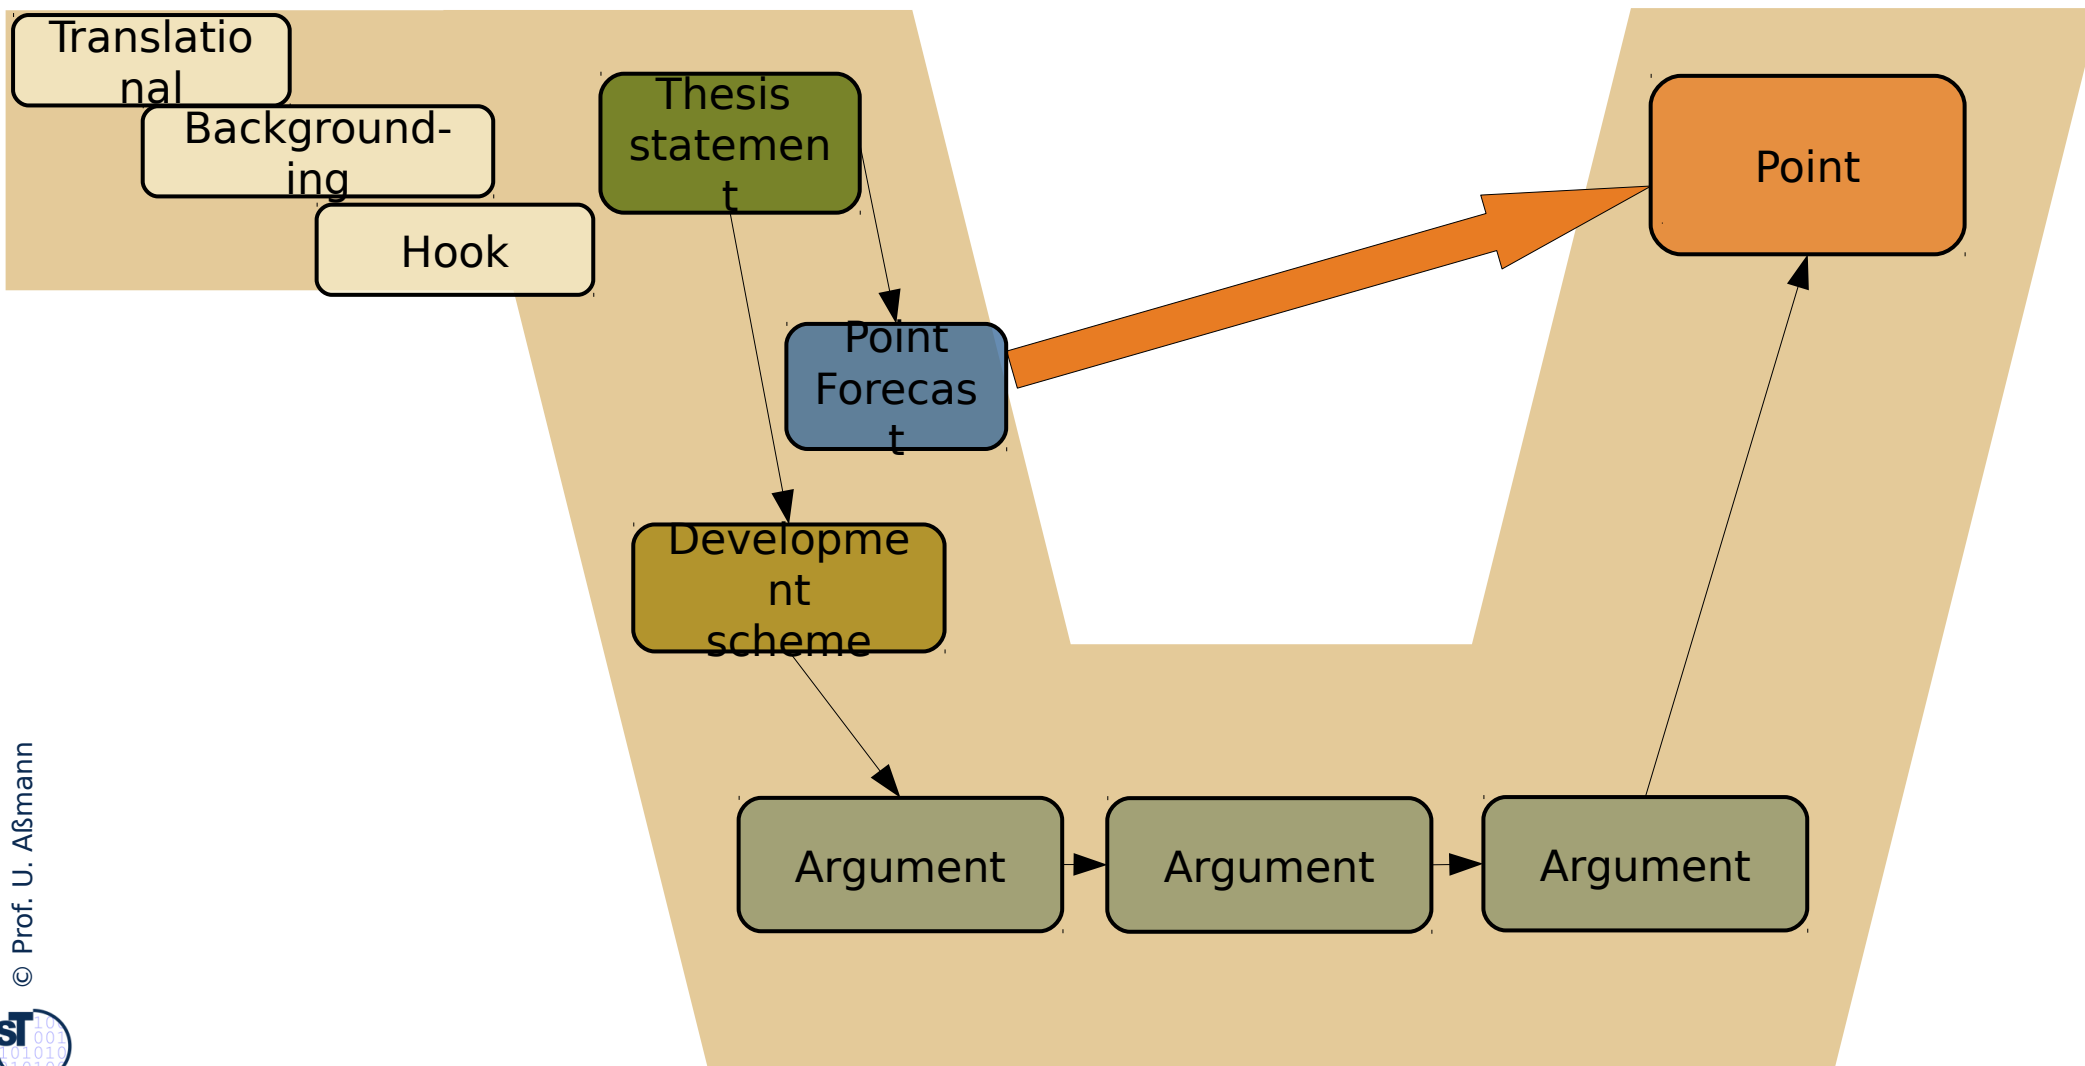 Translatio
nal
Background-
ing
Hook
Thesis
statemen
t
Point
Point
Forecas
t
Developme
nt
scheme
Argument
Argument
Argument
© Prof. U. Aßmann
sT